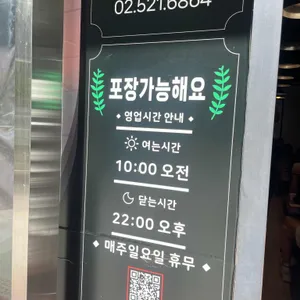 02.521.6864
포장가능해요
영업시간 안내
여는시간
10:00 오전
닫는시간
22:00 오후
매주일요일 휴무